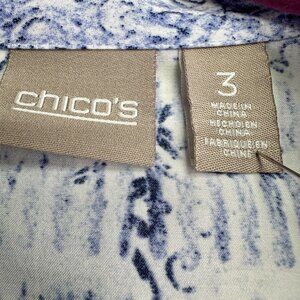 chico's
3
MADE IN
CHINA
HECHO EN
CHINA
FABRIQUE EN
CHINE